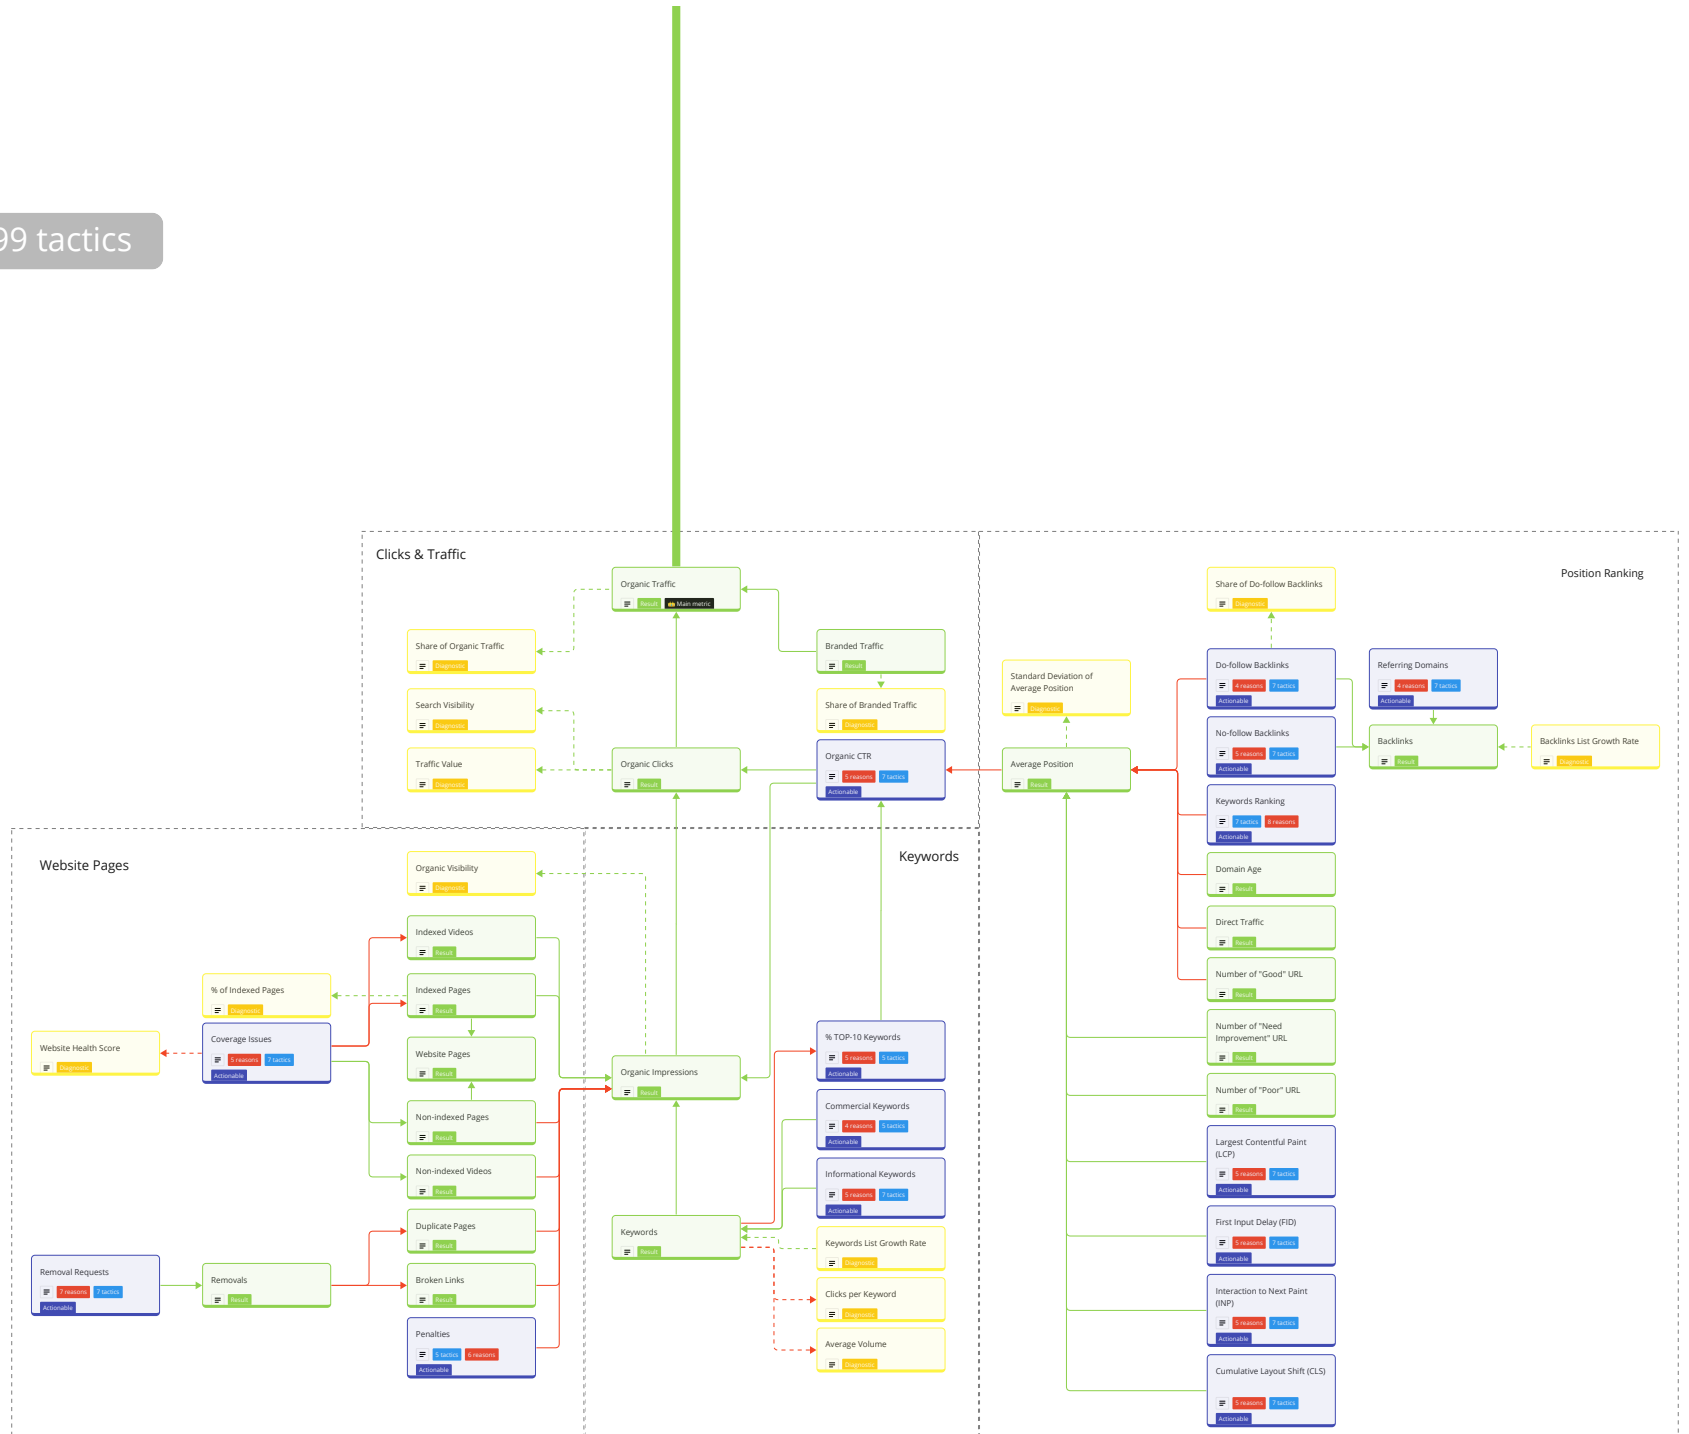 99 tactics
Clicks & Traffic
Organic Traffic
Result
Main metric
Share of Organic Traffic
Diagnostic
Branded Traffic
Result
Search Visibility
Diagnostic
Share of Branded Traffic
Diagnostic
Traffic Value
Diagnostic
Organic Clicks
Result
Organic CTR
5 reasons
7 tactics
Actionable
Position Ranking
Share of Do-follow Backlinks
Diagnostic
Standard Deviation of
Average Position
Diagnostic
Do-follow Backlinks
4 reasons
7 tactics
Actionable
Referring Domains
4 reasons
7 tactics
Actionable
No-follow Backlinks
5 reasons
7 tactics
Actionable
Backlinks
Result
Backlinks List Growth Rate
Diagnostic
Average Position
Result
Keywords Ranking
7 tactics
8 reasons
Actionable
Domain Age
Result
Direct Traffic
Result
Number of "Good" URL
Result
Number of "Need
Improvement" URL
Result
Number of "Poor" URL
Result
Largest Contentful Paint
(LCP)
5 reasons
7 tactics
Actionable
First Input Delay (FID)
5 reasons
7 tactics
Actionable
Interaction to Next Paint
(INP)
5 reasons
7 tactics
Actionable
Cumulative Layout Shift (CLS)
5 reasons
7 tactics
Actionable
Website Pages
Organic Visibility
Diagnostic
Indexed Videos
Result
% of Indexed Pages
Diagnostic
Indexed Pages
Result
Website Health Score
Diagnostic
Coverage Issues
5 reasons
7 tactics
Actionable
Website Pages
Result
Non-indexed Pages
Result
Non-indexed Videos
Result
Duplicate Pages
Result
Removal Requests
7 reasons
7 tactics
Actionable
Removals
Result
Broken Links
Result
Penalties
5 tactics
6 reasons
Actionable
Keywords
Organic Impressions
Result
% TOP-10 Keywords
5 reasons
5 tactics
Actionable
Commercial Keywords
4 reasons
5 tactics
Actionable
Informational Keywords
5 reasons
7 tactics
Actionable
Keywords
Result
Keywords List Growth Rate
Diagnostic
Clicks per Keyword
Diagnostic
Average Volume
Diagnostic